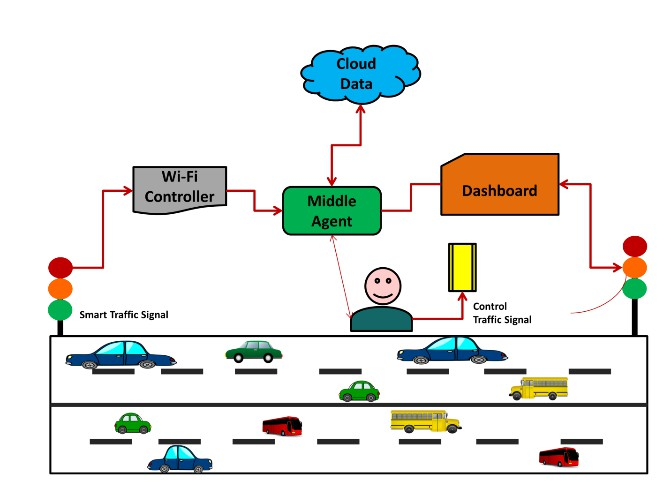 Cloud
Data
Wi-Fi
Controller
Middle
Agent
Dashboard
Smart Traffic Signal
Control
Traffic Signal